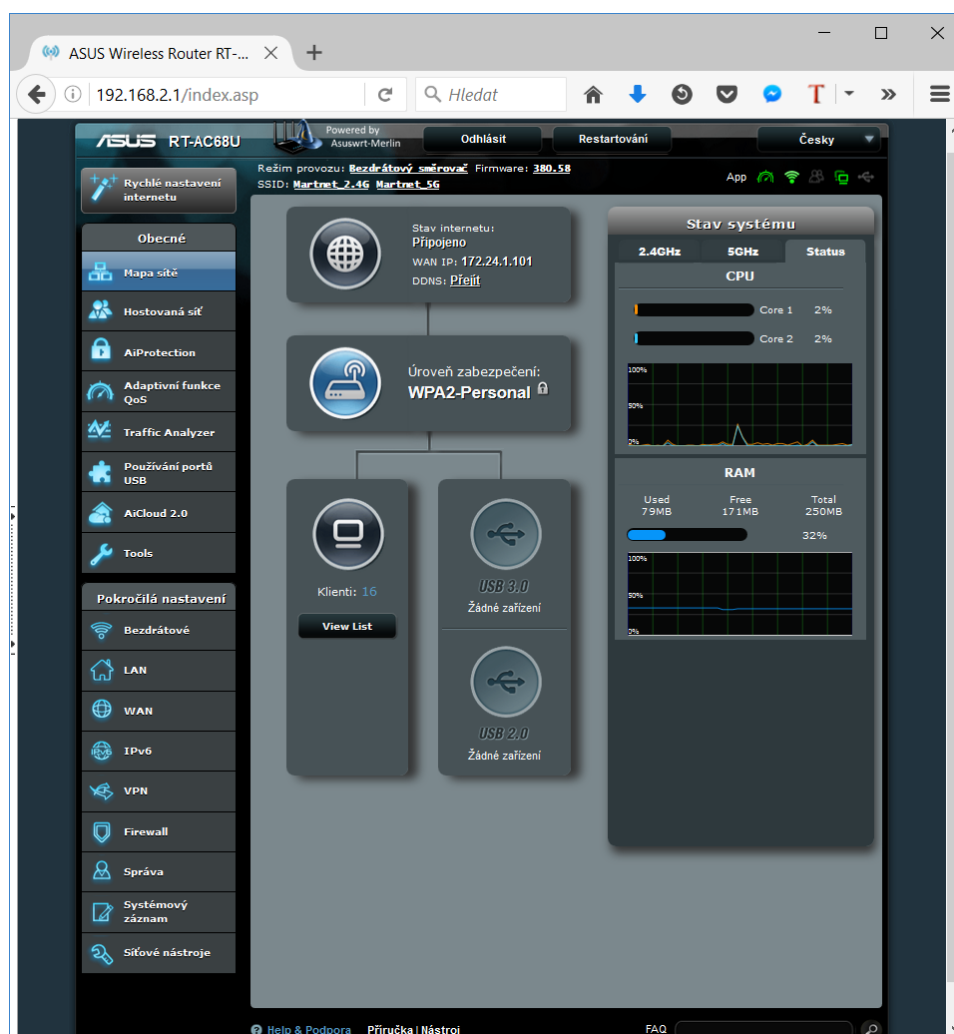 ASUS Wireless Router RT-...
192.168.2.1/index.asp
Hledat
ASUS RT-AC68U
Powered by
Asuswrt-Merlin
Odhlásit
Restartování
Česky
Rychlé nastavení
internetu
Režim provozu: Bezdrátový směrovač Firmware: 380.58
SSID: Martnet_2.4G Martnet_5G
App
Obecné
Mapa sítě
Hostovaná síť
AiProtection
Adaptivní funkce
QoS
Traffic Analyzer
Používání portů
USB
AiCloud 2.0
Tools
Pokročilá nastavení
Bezdrátové
LAN
WAN
IPv6
VPN
Firewall
Správa
Systémový
záznam
Síťové nástroje
Stav internetu:
Připojeno
WAN IP: 172.24.1.101
DDNS: Přejít
Úroveň zabezpečení:
WPA2-Personal
Klienti: 16
View List
USB 3.0
Žádné zařízení
USB 2.0
Žádné zařízení
Stav systému
2.4GHz 5GHz Status
CPU
Core 1 2%
Core 2 2%
100%
50%
0%
RAM
Used Free Total
79MB 171MB 250MB
32%
100%
50%
0%
Help & Podpora Příručka | Nástroj
FAQ